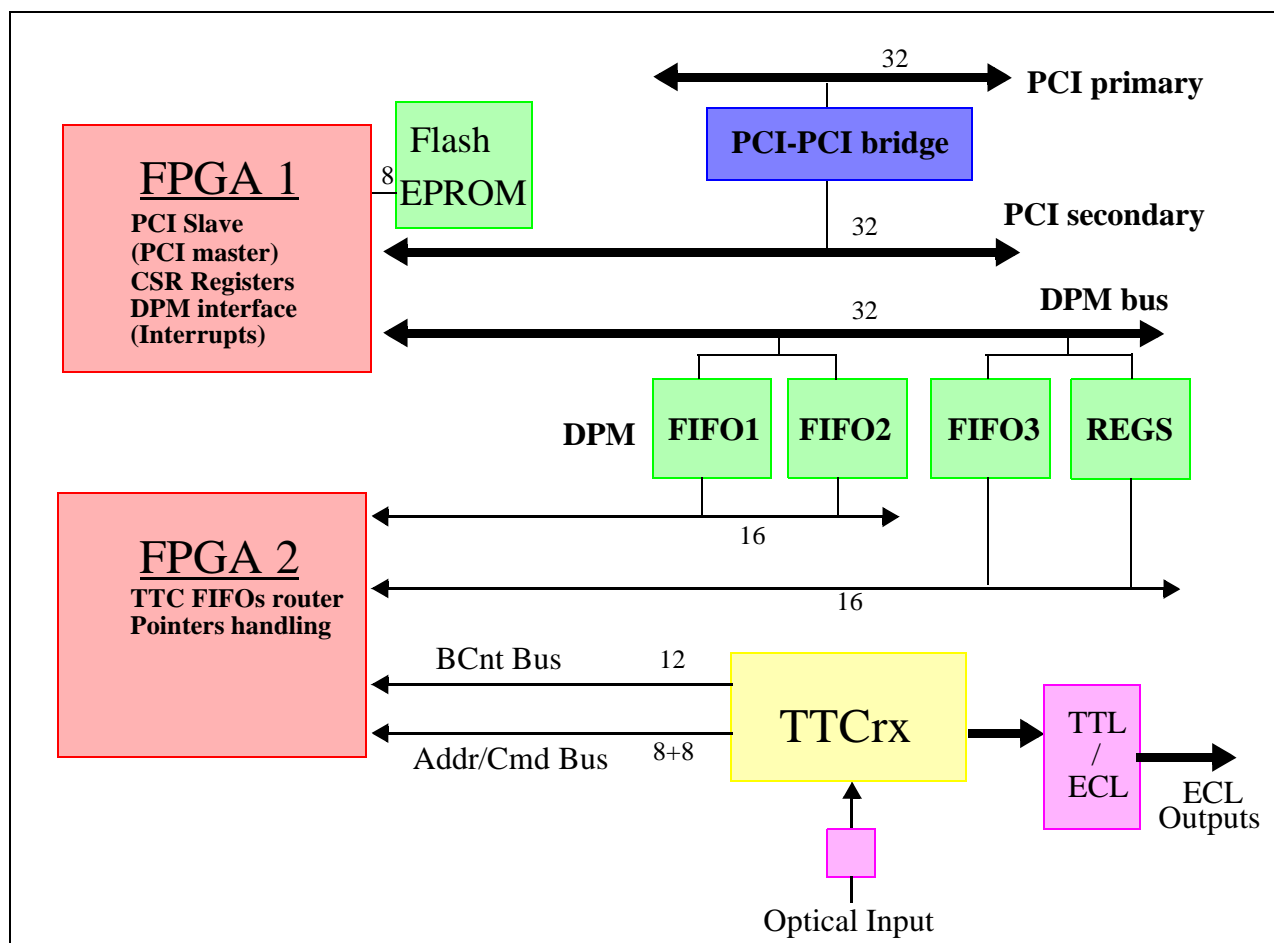 32
PCI primary
Flash
EPROM
8
PCI-PCI bridge
FPGA 1
PCI Slave
(PCI master)
CSR Registers
DPM interface
(Interrupts)
PCI secondary
32
DPM bus
32
DPM
FIFO1
FIFO2
FIFO3
REGS
16
16
FPGA 2
TTC FIFOs router
Pointers handling
BCnt Bus
12
Addr/Cmd Bus
8+8
TTCrx
TTL
/
ECL
ECL
Outputs
Optical Input